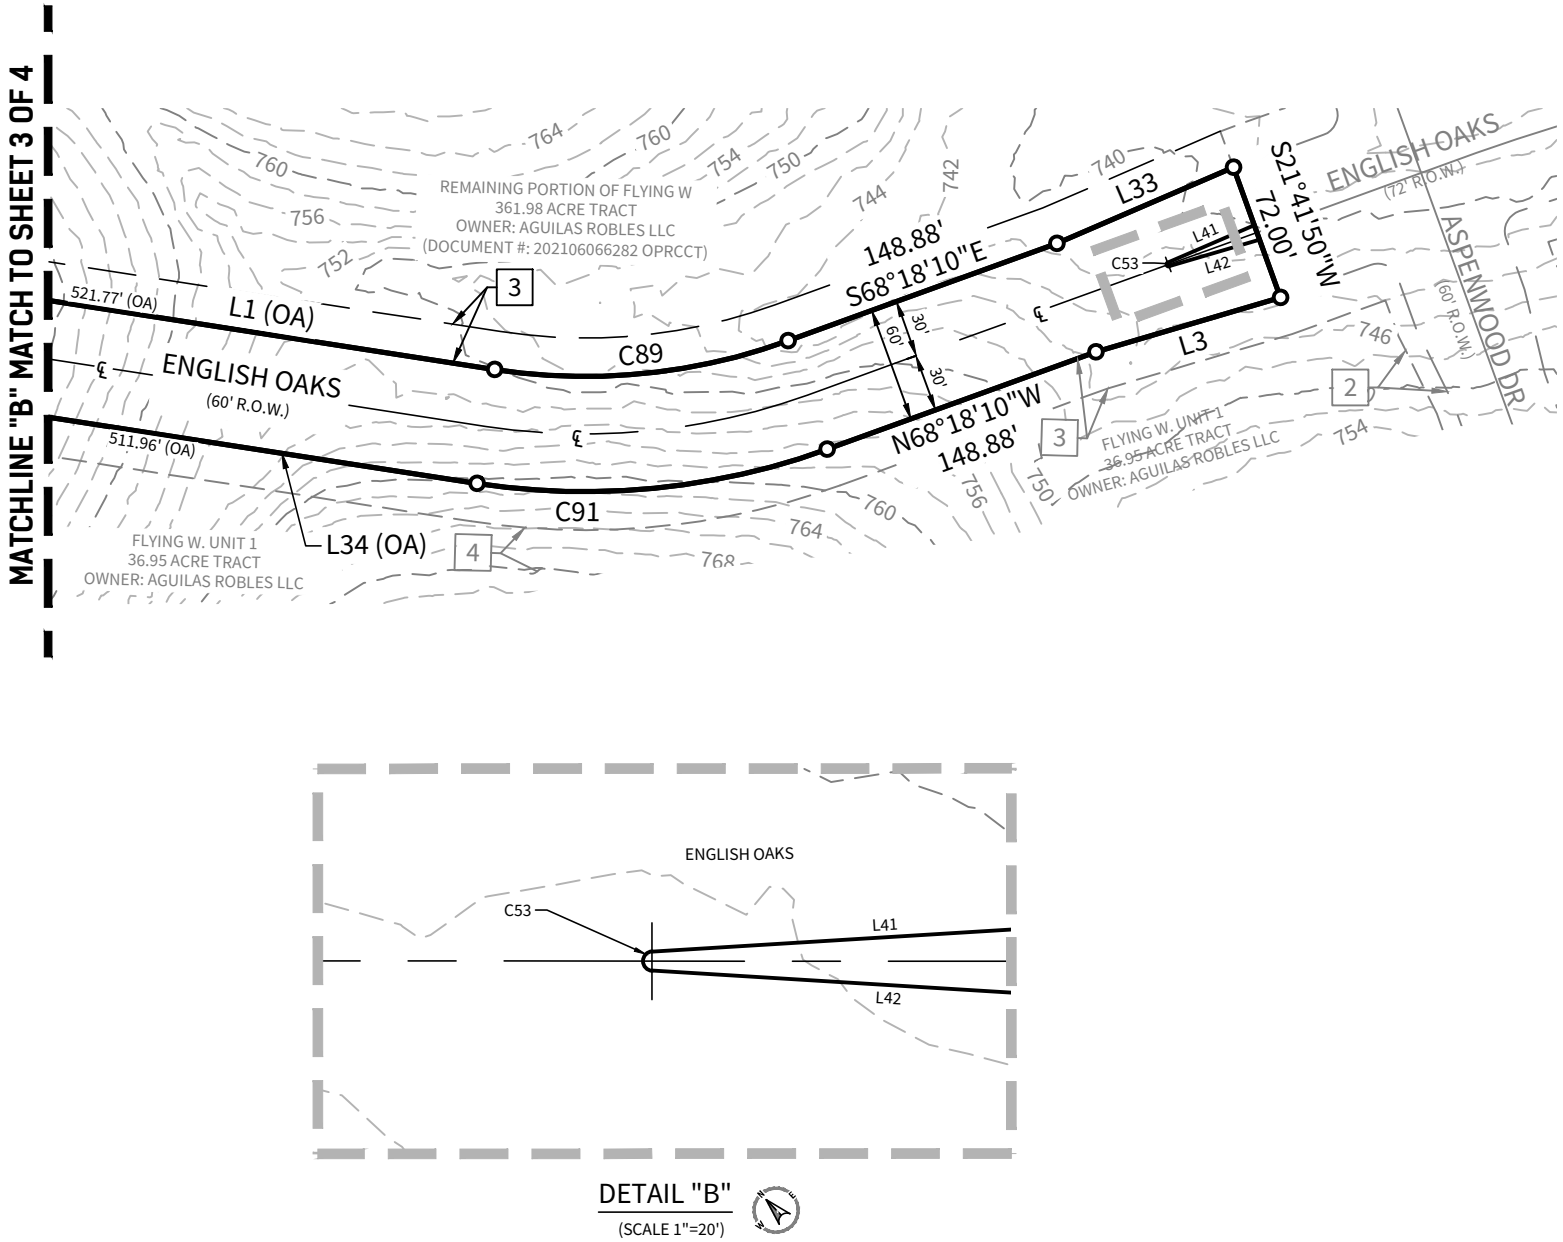 MATCHLINE "B" MATCH TO SHEET 3 OF 4
764
760
754
750
760
756
752
744
742
740
REMAINING PORTION OF FLYING W
361.98 ACRE TRACT
OWNER: AGUILAS ROBLES LLC
(DOCUMENT #: 202106066282 OPRCCT)
3
148.88'
S68°18'10"E
L33
S21°41'50"W
72.00'
ENGLISH OAKS
(72' R.O.W.)
ASPENWOOD DR
(60' R.O.W.)
L41
L42
C53
521.77' (OA)
L1 (OA)
C89
30'
60'
30'
℄
L3
746
2
℄
ENGLISH OAKS
(60' R.O.W.)
℄
N68°18'10"W
148.88'
3
FLYING W. UNIT 1
36.95 ACRE TRACT
OWNER: AGUILAS ROBLES LLC
754
511.96' (OA)
C91
L34 (OA)
4
756
750
760
764
768
FLYING W. UNIT 1
36.95 ACRE TRACT
OWNER: AGUILAS ROBLES LLC
ENGLISH OAKS
C53
L41
L42
DETAIL "B"
(SCALE 1"=20')
N
E
W